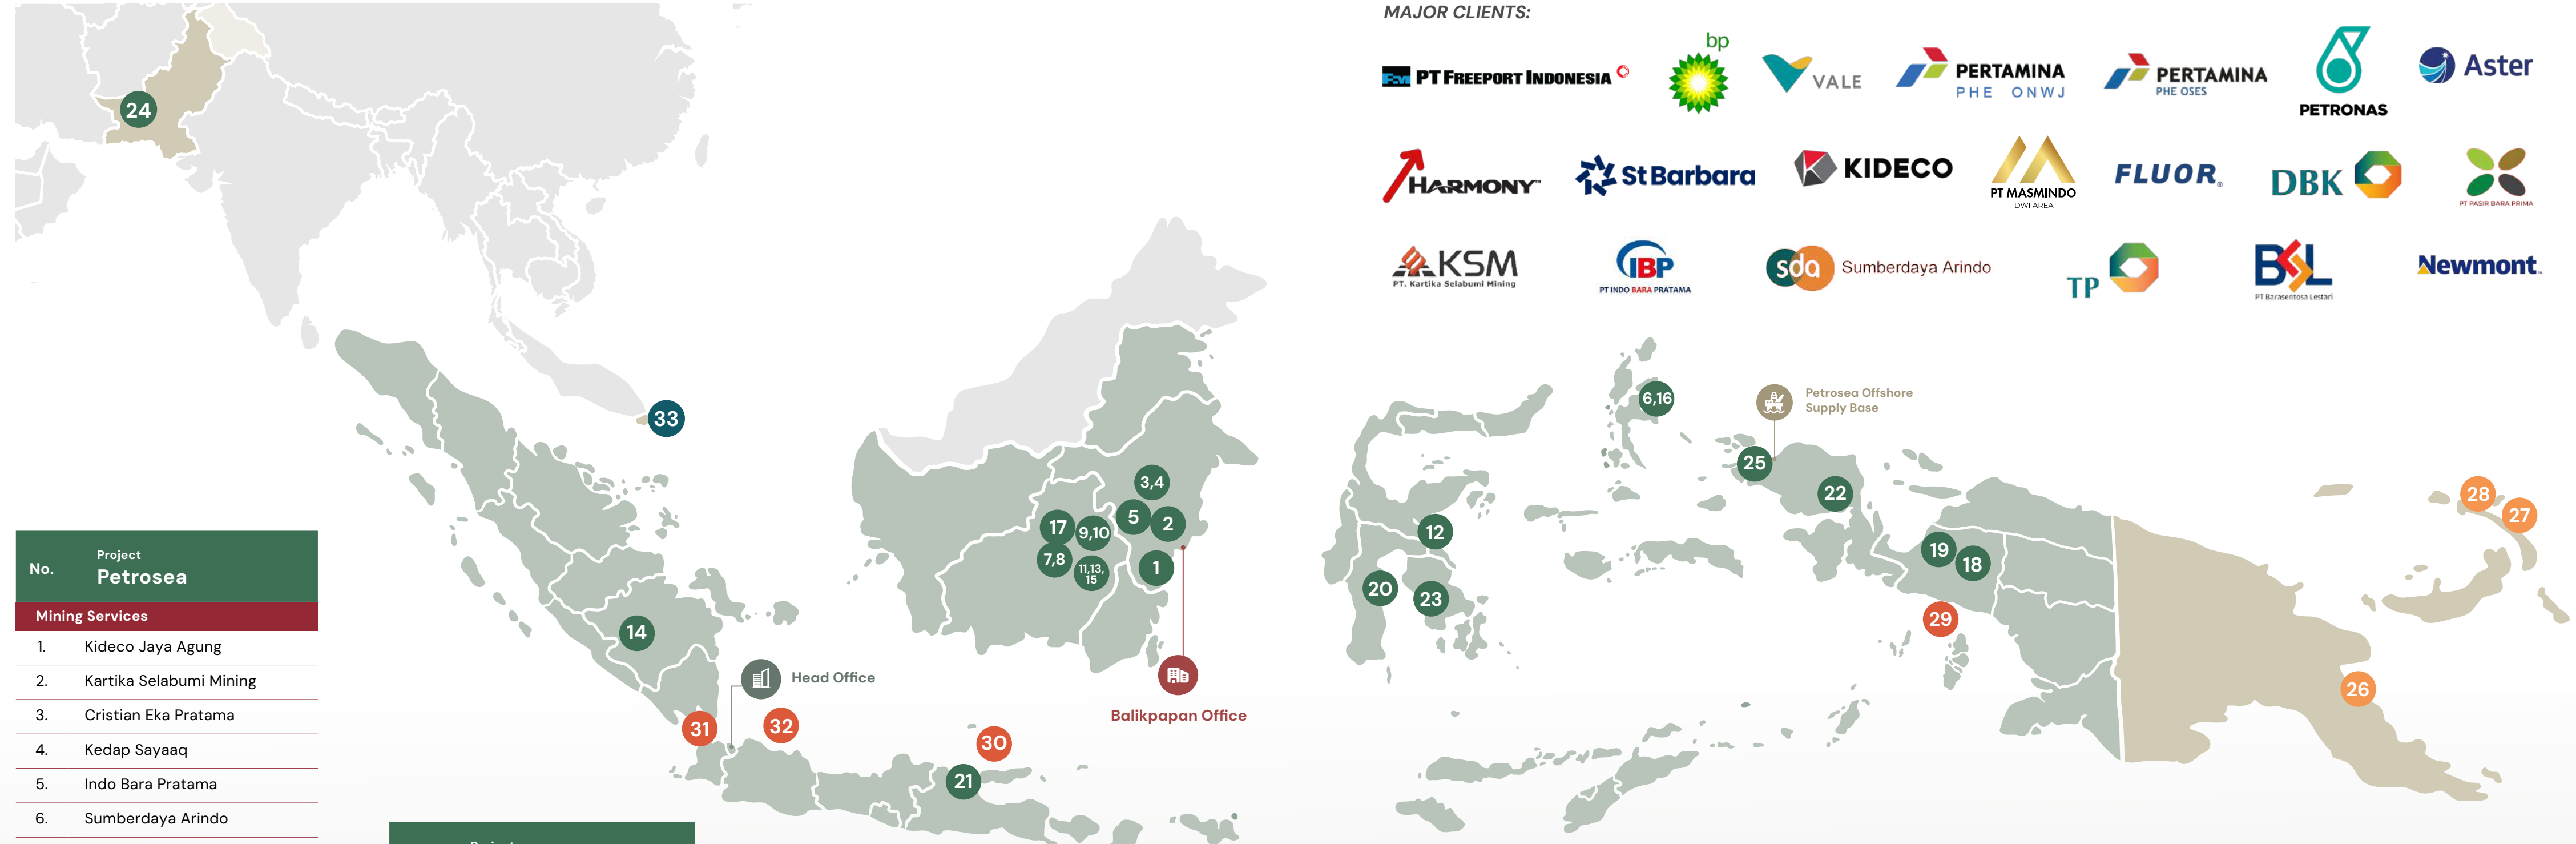 MAJOR CLIENTS:
FM PT FREEPORT INDONESIA
bp
VALE
PERTAMINA
PHE ONWJ
PERTAMINA
PHE OSES
PETRONAS
Aster
HARMONY™
St Barbara
KIDECO
PT MASMINDO
DWI AREA
FLUOR®
DBK
PT PASIR BARA PRIMA
KSM
PT. Kartika Selabumi Mining
IBP
PT INDO BARA PRATAMA
sda Sumberdaya Arindo
TP
BSL
PT Barasentosa Lestari
Newmont™
24
33
6,16
Petrosea Offshore
Supply Base
25
22
3,4
5
2
17
9,10
7,8
11,13,
15
1
12
20
23
19
18
29
28
27
26
14
Head Office
Balikpapan Office
31
32
30
21
No.
Project
Petrosea
Mining Services
1. Kideco Jaya Agung
2. Kartika Selabumi Mining
3. Cristian Eka Pratama
4. Kedap Sayaaq
5. Indo Bara Pratama
6. Sumberdaya Arindo